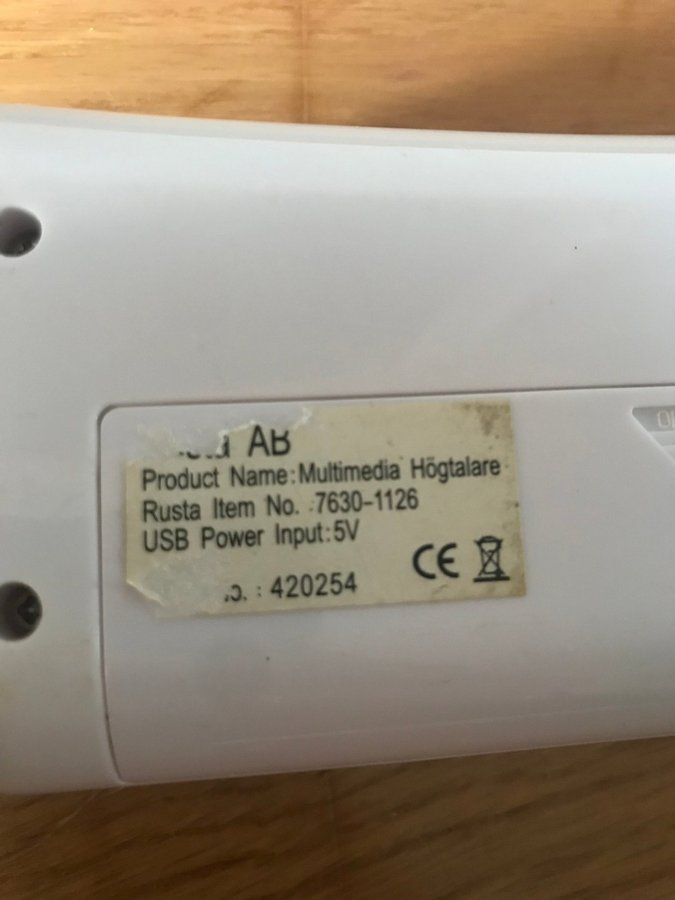 AB
Product Name:Multimedia Högtalare
Rusta Item No. 7630-1126
USB Power Input:5V
: 420254
CE